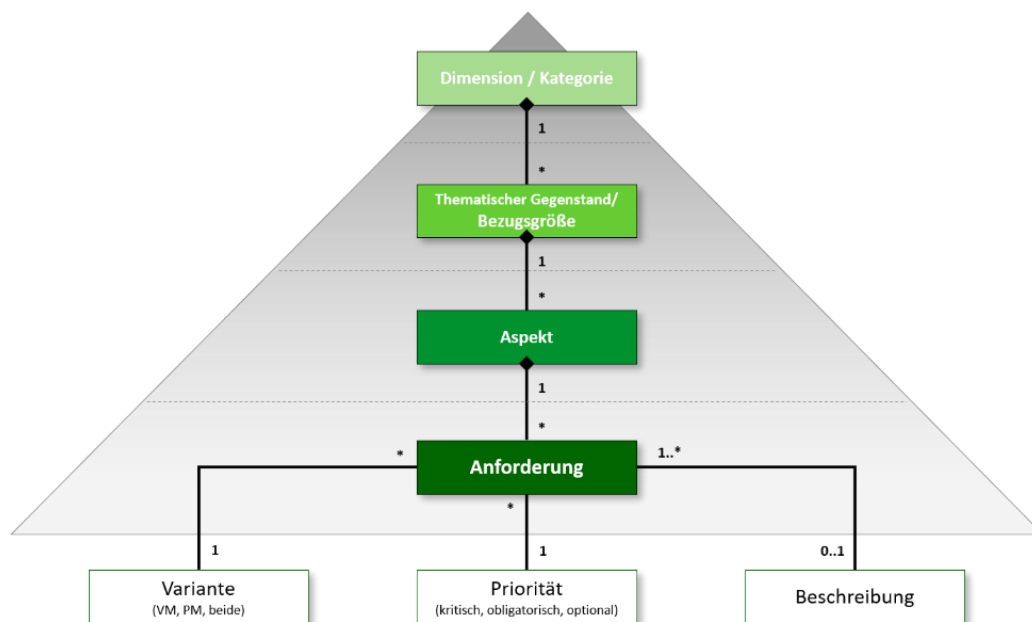 Dimension / Kategorie
1
*
Thematischer Gegenstand/
Bezugsgröße
1
*
Aspekt
1
*
Anforderung
*
1..*
*
1
1
0..1
Variante
(VM, PM, beide)
Priorität
(kritisch, obligatorisch, optional)
Beschreibung